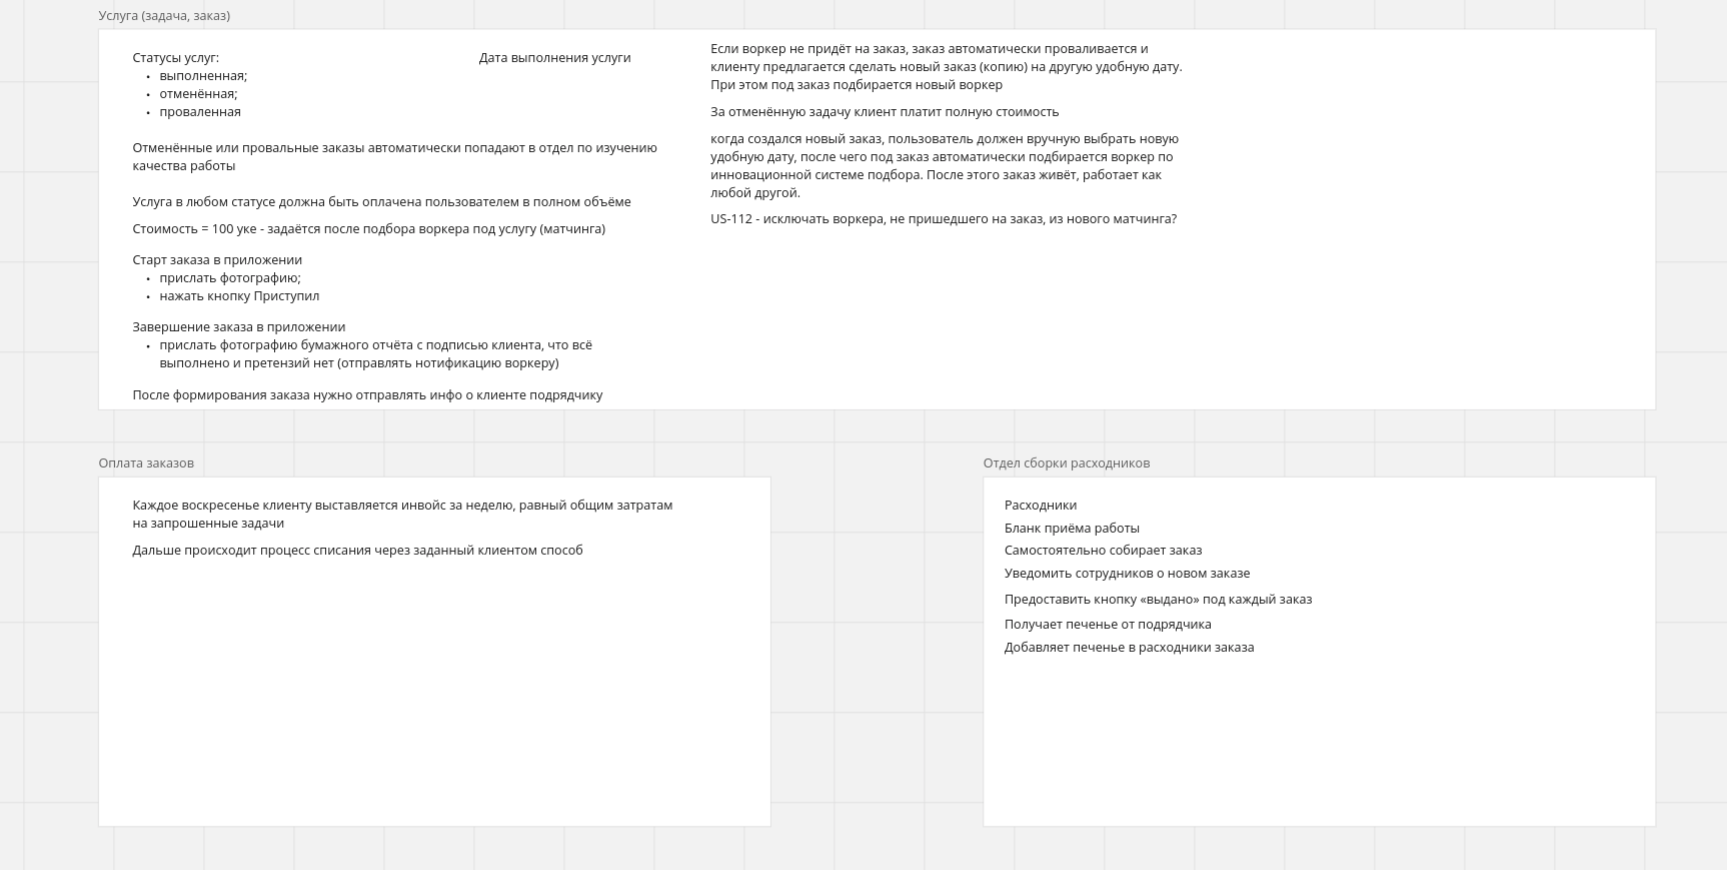 Услуга (задача, заказ)
Статусы услуг:
• выполненная;
• отменённая;
• проваленная
Дата выполнения услуги
Отменённые или провальные заказы автоматически попадают в отдел по изучению
качества работы
Услуга в любом статусе должна быть оплачена пользователем в полном объёме
Стоимость = 100 уке - задаётся после подбора воркера под услугу (матчинга)
Старт заказа в приложении
• прислать фотографию;
• нажать кнопку Приступил
Завершение заказа в приложении
• прислать фотографию бумажного отчёта с подписью клиента, что всё
выполнено и претензий нет (отправлять нотификацию воркеру)
После формирования заказа нужно отправлять инфо о клиенте подрядчику
Если воркер не придёт на заказ, заказ автоматически проваливается и
клиенту предлагается сделать новый заказ (копию) на другую удобную дату.
При этом под заказ подбирается новый воркер
За отменённую задачу клиент платит полную стоимость
когда создался новый заказ, пользователь должен вручную выбрать новую
удобную дату, после чего под заказ автоматически подбирается воркер по
инновационной системе подбора. После этого заказ живёт, работает как
любой другой.
US-112 - исключать воркера, не пришедшего на заказ, из нового матчинга?
Оплата заказов
Каждое воскресенье клиенту выставляется инвойс за неделю, равный общим затратам
на запрошенные задачи
Дальше происходит процесс списания через заданный клиентом способ
Отдел сборки расходников
Расходники
Бланк приёма работы
Самостоятельно собирает заказ
Уведомить сотрудников о новом заказе
Предоставить кнопку «выдано» под каждый заказ
Получает печенье от подрядчика
Добавляет печенье в расходники заказа